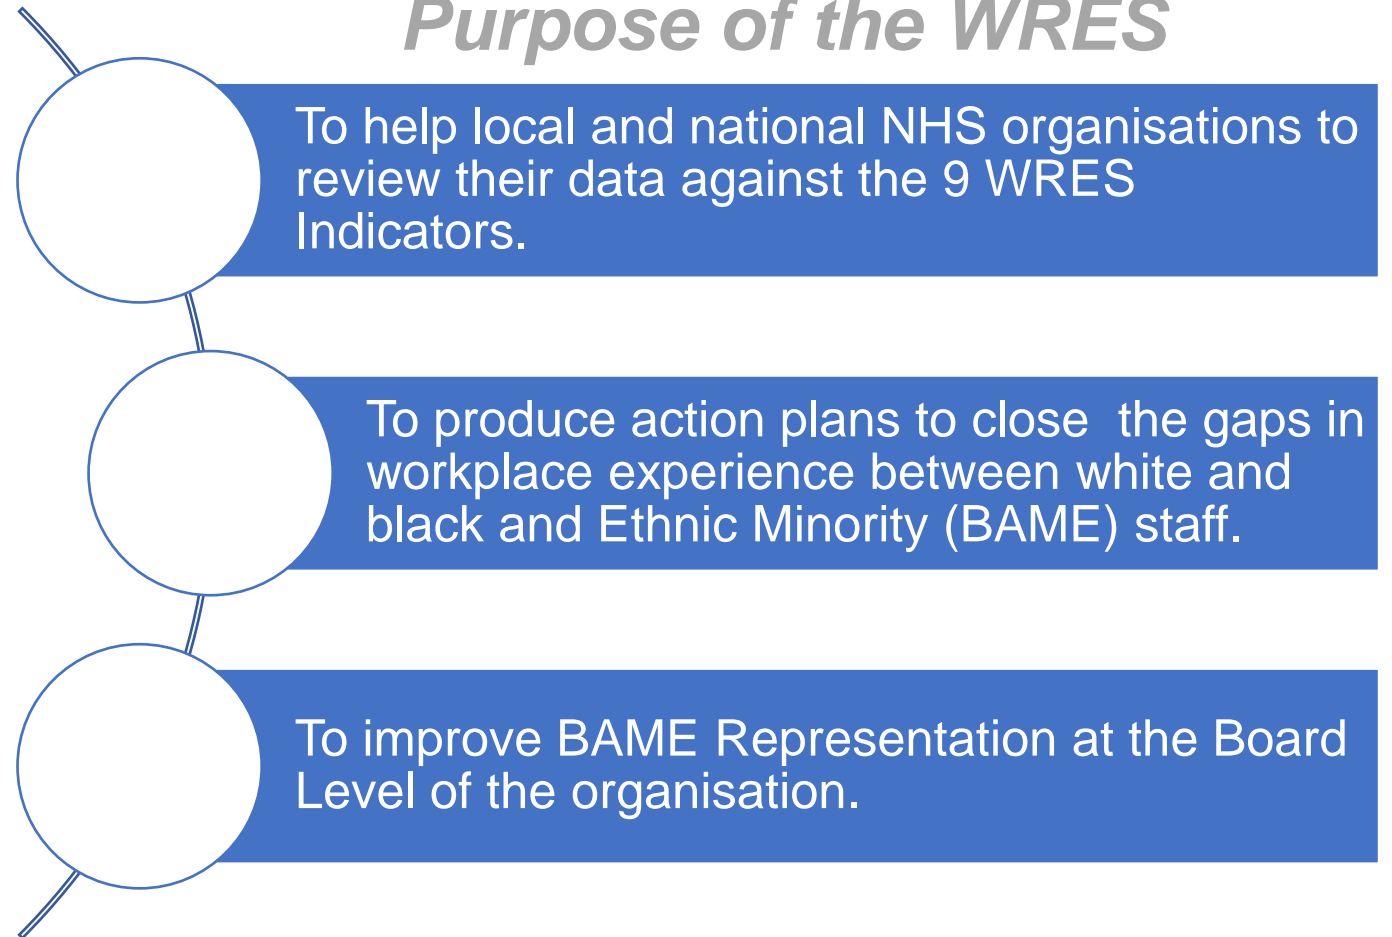 Purpose of the WRES
To help local and national NHS organisations to
review their data against the 9 WRES
Indicators.
To produce action plans to close  the gaps in
workplace experience between white and
black and Ethnic Minority (BAME) staff.
To improve BAME Representation at the Board
Level of the organisation.